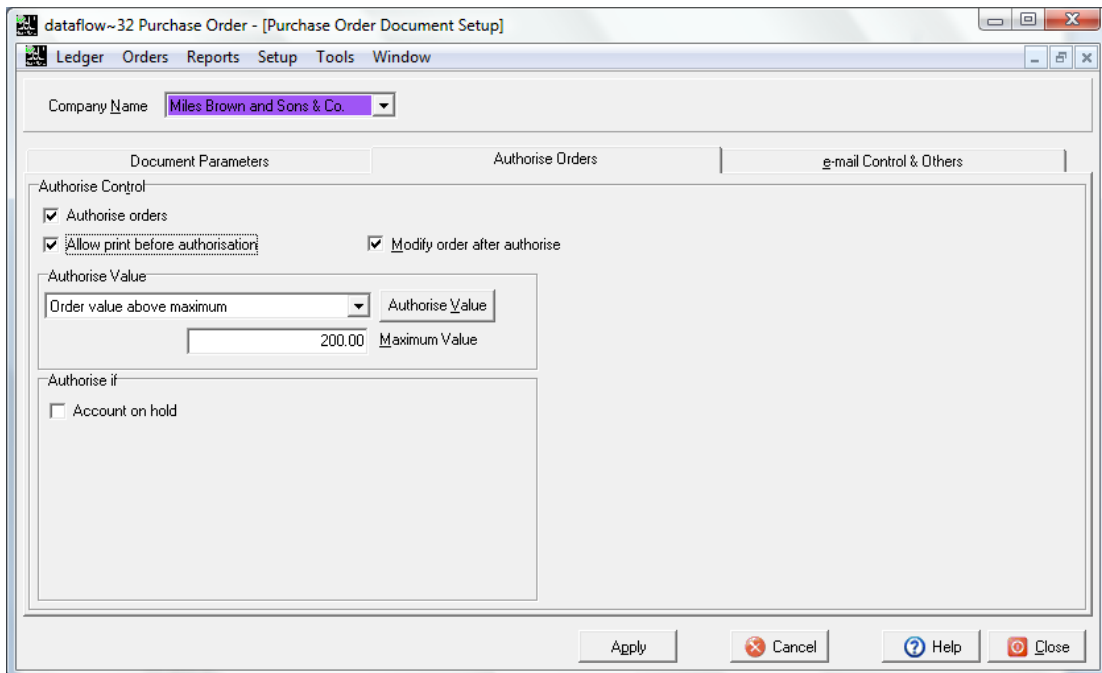 dataflow~32 Purchase Order - [Purchase Order Document Setup]
Ledger Orders Reports Setup Tools Window
Company Name Miles Brown and Sons & Co.
Document Parameters Authorise Orders e-mail Control & Others
Authorise Control
Authorise orders
Allow print before authorisation Modify order after authorise
Authorise Value
Order value above maximum Authorise Value
200.00 Maximum Value
Authorise if
Account on hold
Apply Cancel Help Close